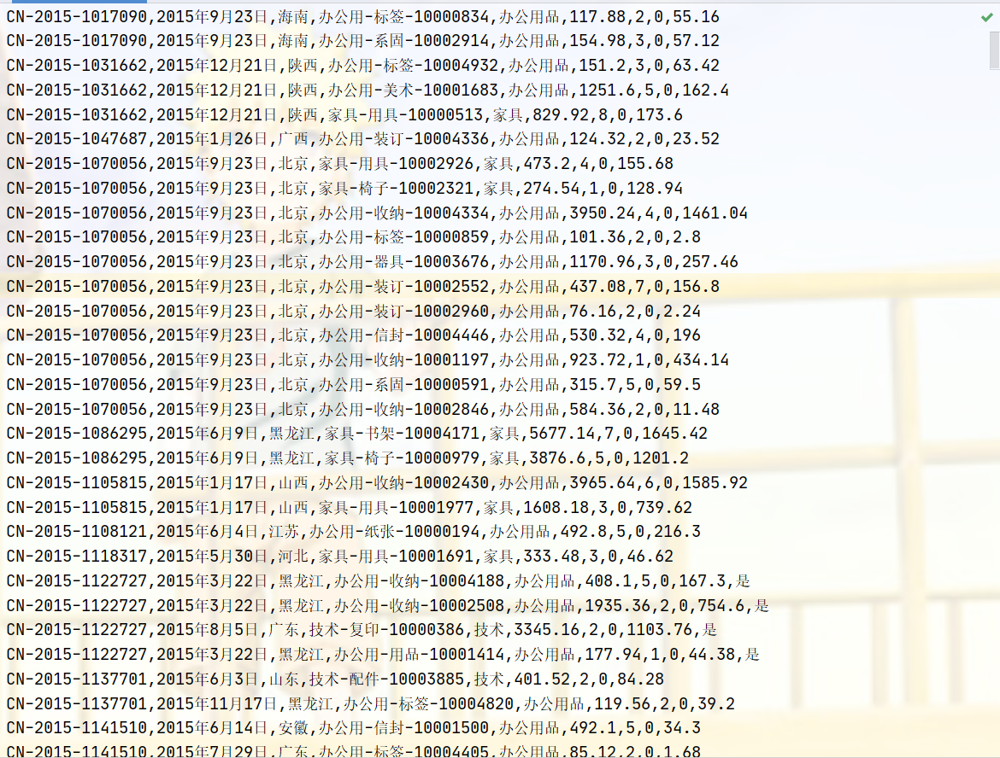 CN-2015-1017090,2015年9月23日,海南,办公用-标签-10000834,办公用品,117.88,2,0,55.16
CN-2015-1017090,2015年9月23日,海南,办公用-系固-10002914,办公用品,154.98,3,0,57.12
CN-2015-1031662,2015年12月21日,陕西,办公用-标签-10004932,办公用品,151.2,3,0,63.42
CN-2015-1031662,2015年12月21日,陕西,办公用-美术-10001683,办公用品,1251.6,5,0,162.4
CN-2015-1031662,2015年12月21日,陕西,家具-用具-10000513,家具,829.92,8,0,173.6
CN-2015-1047687,2015年1月26日,广西,办公用-装订-10004336,办公用品,124.32,2,0,23.52
CN-2015-1070056,2015年9月23日,北京,家具-用具-10002926,家具,473.2,4,0,155.68
CN-2015-1070056,2015年9月23日,北京,家具-椅子-10002321,家具,274.54,1,0,128.94
CN-2015-1070056,2015年9月23日,北京,办公用-收纳-10004334,办公用品,3950.24,4,0,1461.04
CN-2015-1070056,2015年9月23日,北京,办公用-标签-10000859,办公用品,101.36,2,0,2.8
CN-2015-1070056,2015年9月23日,北京,办公用-器具-10003676,办公用品,1170.96,3,0,257.46
CN-2015-1070056,2015年9月23日,北京,办公用-装订-10002552,办公用品,437.08,7,0,156.8
CN-2015-1070056,2015年9月23日,北京,办公用-装订-10002960,办公用品,76.16,2,0,2.24
CN-2015-1070056,2015年9月23日,北京,办公用-信封-10004446,办公用品,530.32,4,0,196
CN-2015-1070056,2015年9月23日,北京,办公用-收纳-10001197,办公用品,923.72,1,0,434.14
CN-2015-1070056,2015年9月23日,北京,办公用-系固-10000591,办公用品,315.7,5,0,59.5
CN-2015-1070056,2015年9月23日,北京,办公用-收纳-10002846,办公用品,584.36,2,0,11.48
CN-2015-1086295,2015年6月9日,黑龙江,家具-书架-10004171,家具,5677.14,7,0,1645.42
CN-2015-1086295,2015年6月9日,黑龙江,家具-椅子-10000979,家具,3876.6,5,0,1201.2
CN-2015-1105815,2015年1月17日,山西,办公用-收纳-10002430,办公用品,3965.64,6,0,1585.92
CN-2015-1105815,2015年1月17日,山西,家具-用具-10001977,家具,1608.18,3,0,739.62
CN-2015-1108121,2015年6月4日,江苏,办公用-纸张-10000194,办公用品,492.8,5,0,216.3
CN-2015-1118317,2015年5月30日,河北,家具-用具-10001691,家具,333.48,3,0,46.62
CN-2015-1122727,2015年3月22日,黑龙江,办公用-收纳-10004188,办公用品,408.1,5,0,167.3,是
CN-2015-1122727,2015年3月22日,黑龙江,办公用-收纳-10002508,办公用品,1935.36,2,0,754.6,是
CN-2015-1122727,2015年8月5日,广东,技术-复印-10000386,技术,3345.16,2,0,1103.76,是
CN-2015-1122727,2015年3月22日,黑龙江,办公用-用品-10001414,办公用品,177.94,1,0,44.38,是
CN-2015-1137701,2015年6月3日,山东,技术-配件-10003885,技术,401.52,2,0,84.28
CN-2015-1137701,2015年11月17日,黑龙江,办公用-标签-10004820,办公用品,119.56,2,0,39.2
CN-2015-1141510,2015年6月14日,安徽,办公用-信封-10001500,办公用品,492.1,5,0,34.3
CN-2015-1141510,2015年7月29日,广东,办公用-标签-10004405,办公用品,85.12,2,0,1.68